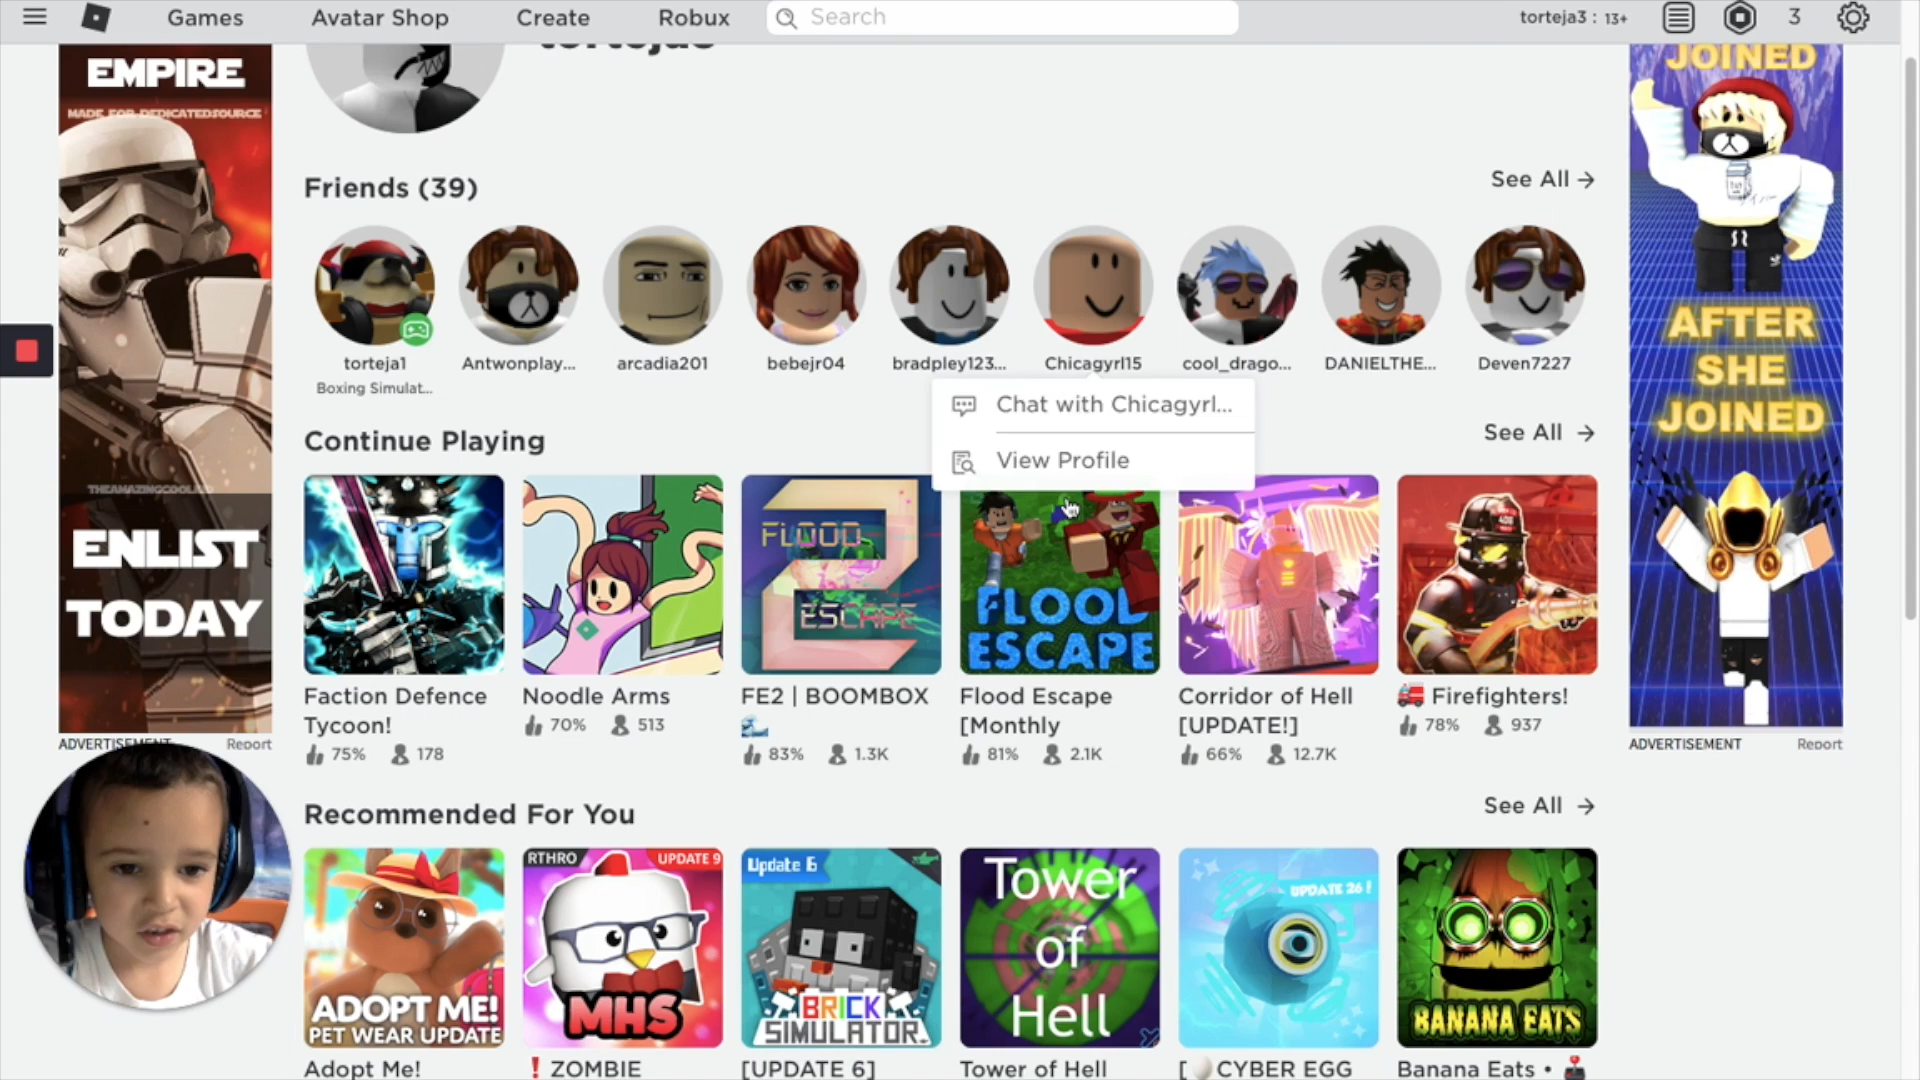 Games
Avatar Shop
Create
Robux
Search
torteja3 : 13+
3
EMPIRE
MADE FOR DEDICATEDSOURCE
ENLIST
TODAY
ADVERTISEMENT
Report
JOINED
AFTER
SHE
JOINED
ADVERTISEMENT
Report
Friends (39)
See All →
torteja1
Boxing Simulat...
Antwonplay...
arcadia201
bebejr04
bradpley123...
Chicagyrl15
cool_drago...
DANIELTHE...
Deven7227
Chat with Chicagyrl...
View Profile
Continue Playing
See All →
FLOOD
ESCAPE
FLOOD
ESCAPE
Faction Defence
Tycoon!
75% 178
Noodle Arms
70% 513
FE2 | BOOMBOX
83% 1.3K
Flood Escape
[Monthly
81% 2.1K
Corridor of Hell
[UPDATE!]
66% 12.7K
Firefighters!
78% 937
Recommended For You
See All →
ADOPT ME!
PET WEAR UPDATE
RTHRO
UPDATE 9
MHS
Update 6
BRICK
SIMULATOR
Tower
of
Hell
UPDATE 26 !
BANANA EATS
Adopt Me!
❗ ZOMBIE
[UPDATE 6]
Tower of Hell
[🥚CYBER EGG
Banana Eats • 🕹️